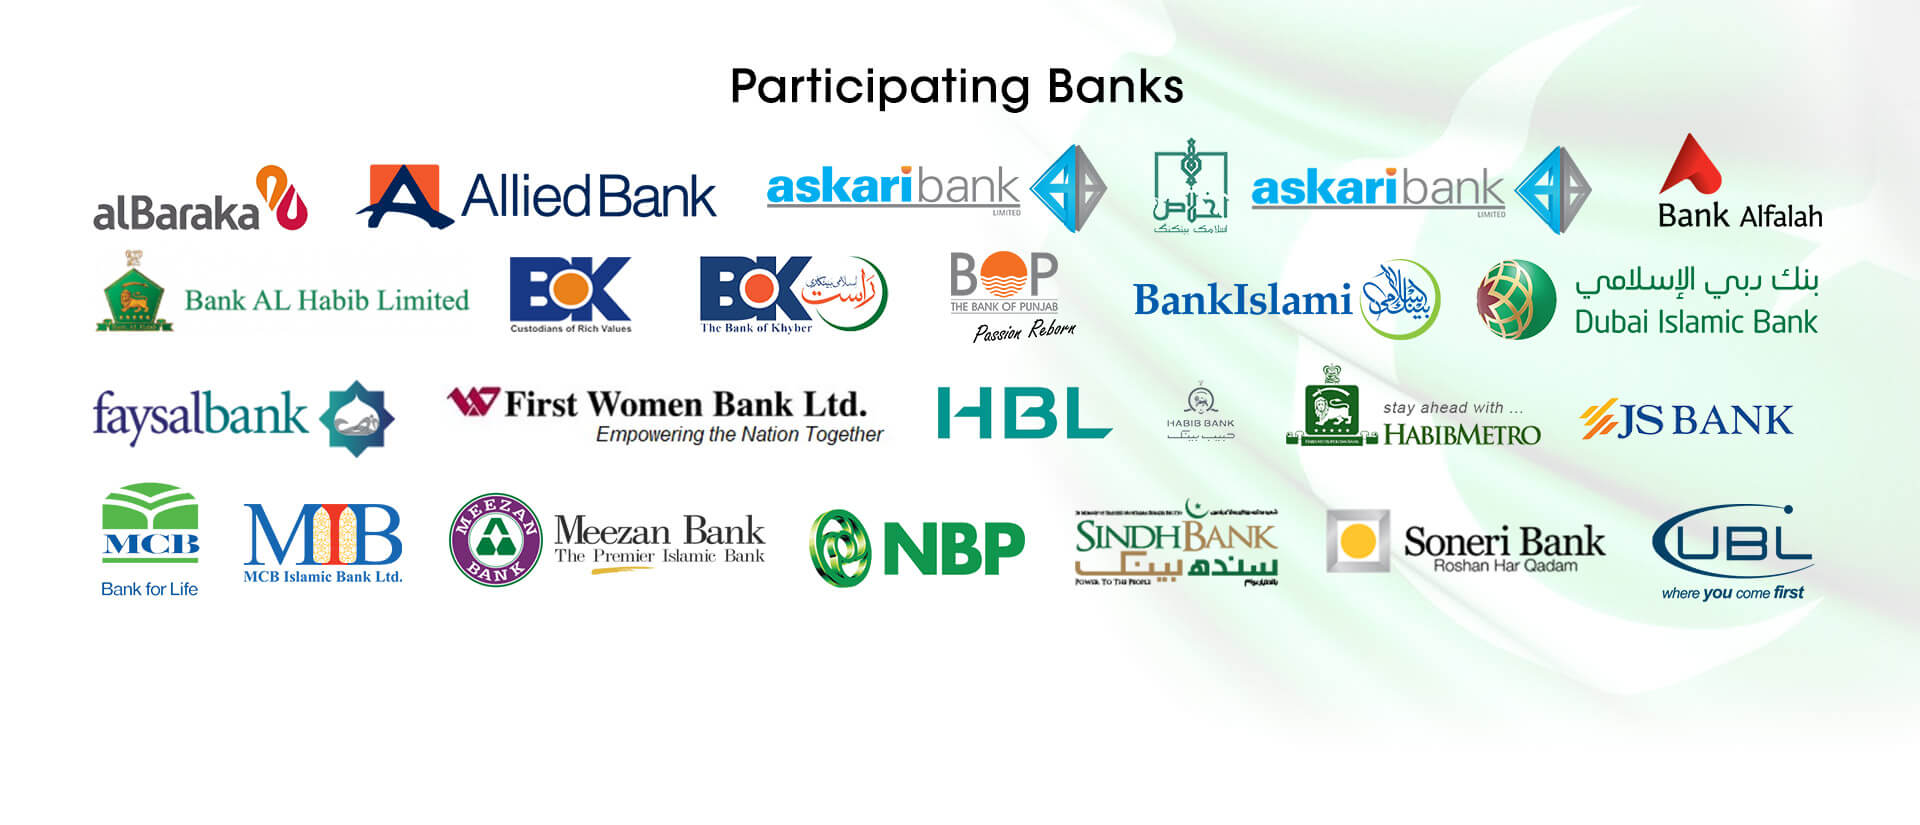 Participating Banks
alBaraka
Allied Bank
askaribank
LIMITED
اخلاص
اسلامک بینکنگ
askaribank
LIMITED
Bank Alfalah
Bank AL Habib Limited
BOK
Custodians of Rich Values
BOK
The Bank of Khyber
اسلامی بینکاری
راست
BOP
THE BANK OF PUNJAB
Passion Reborn
BankIslami
بنك دبي الإسلامي
Dubai Islamic Bank
faysalbank
First Women Bank Ltd.
Empowering the Nation Together
HBL
HABIB BANK
حبیب بینک
stay ahead with ...
HABIBMETRO
JS BANK
MCB
Bank for Life
MIB
MCB Islamic Bank Ltd.
MEEZAN
BANK
Meezan Bank
The Premier Islamic Bank
NBP
SINDHBANK
سندھ بینک
POWER TO THE PEOPLE
Soneri Bank
Roshan Har Qadam
UBL
where you come first